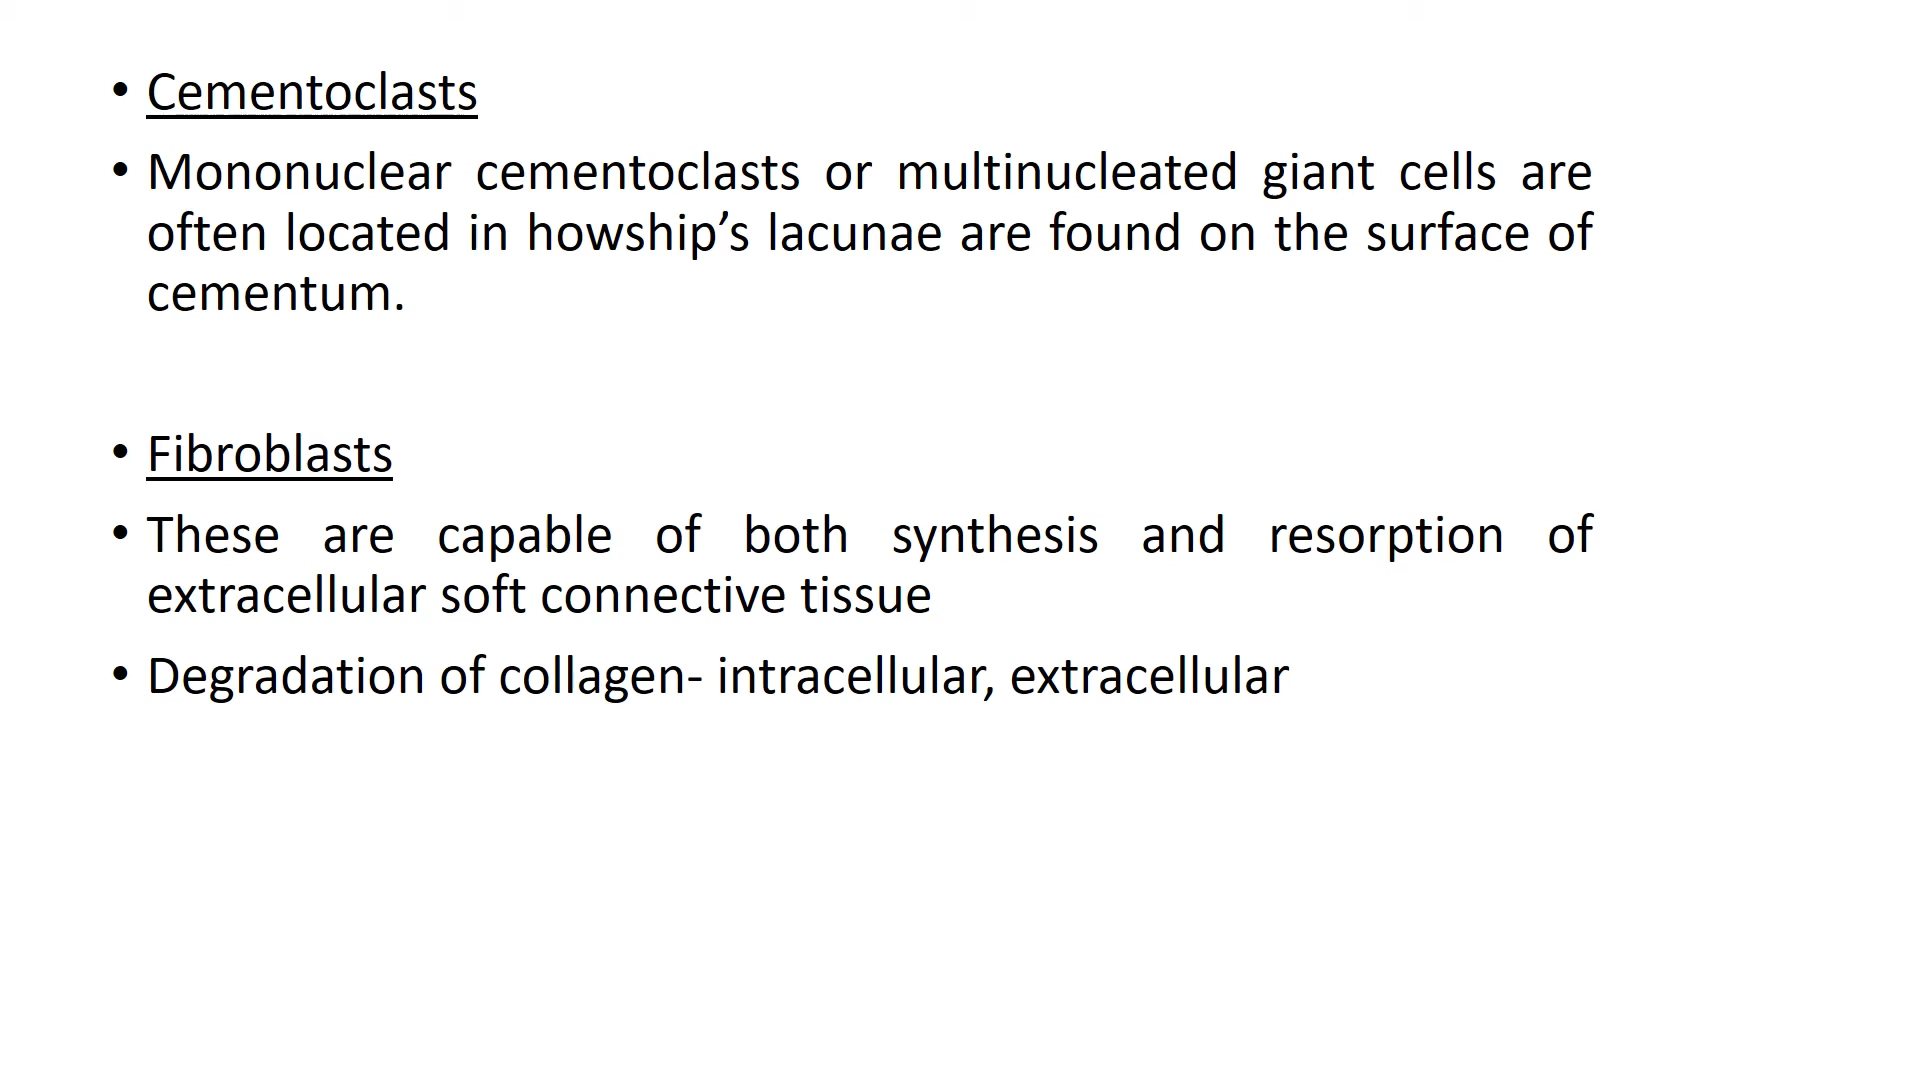 • Cementoclasts
• Mononuclear cementoclasts or multinucleated giant cells are
often located in howship’s lacunae are found on the surface of
cementum.
• Fibroblasts
• These are capable of both synthesis and resorption of
extracellular soft connective tissue
• Degradation of collagen- intracellular, extracellular